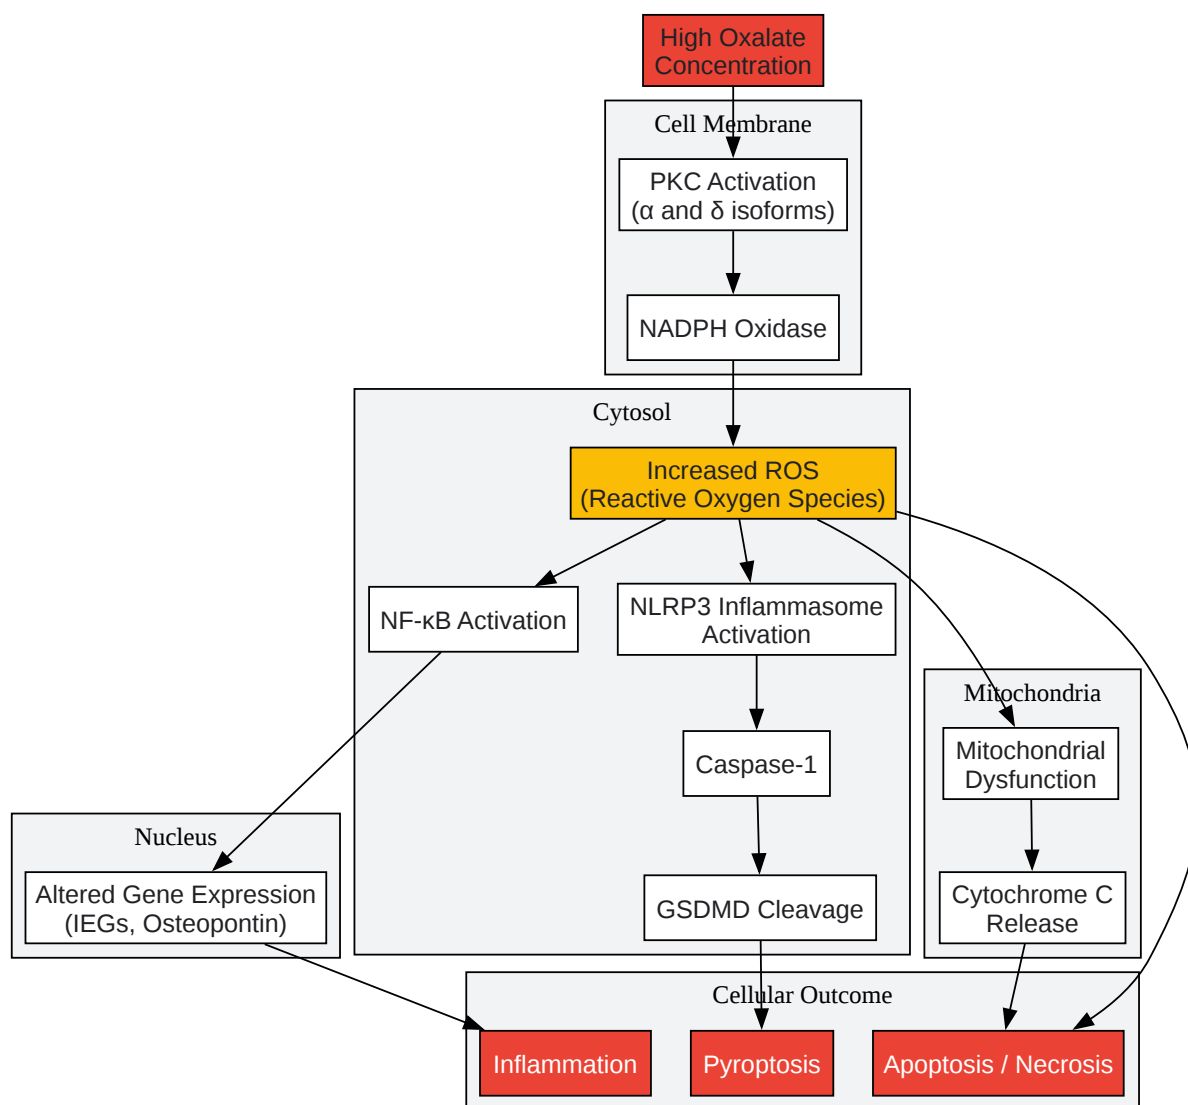 High Oxalate
Concentration
Cell Membrane
PKC Activation
(α and δ isoforms)
NADPH Oxidase
Cytosol
Increased ROS
(Reactive Oxygen Species)
NF-κB Activation
NLRP3 Inflammasome
Activation
Mitochondria
Caspase-1
Mitochondrial
Dysfunction
Nucleus
Altered Gene Expression
(IEGs, Osteopontin)
GSDMD Cleavage
Cytochrome C
Release
Cellular Outcome
Inflammation
Pyroptosis
Apoptosis / Necrosis